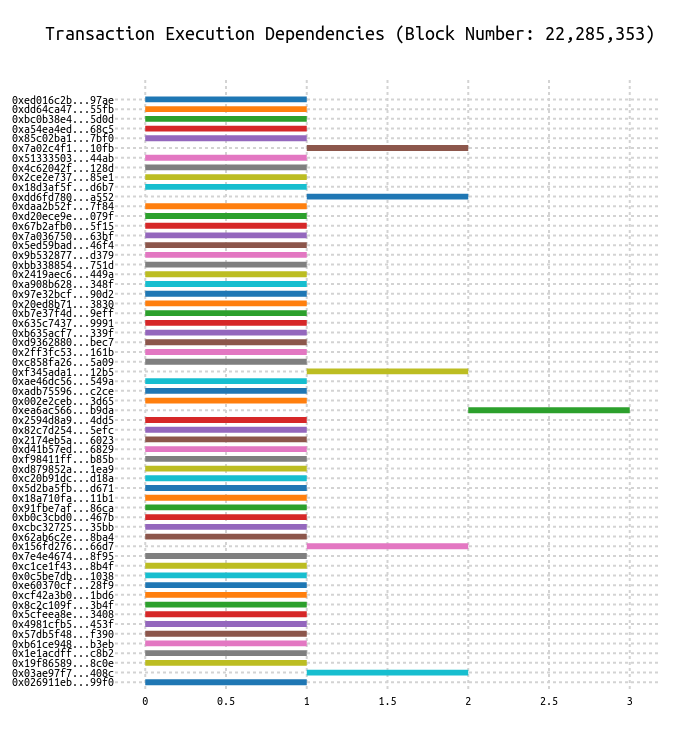 Transaction Execution Dependencies (Block Number: 22,285,353)
0xed016c2b...97ae
0xdd64ca47...55fb
0xbc0b38e4...5d0d
0xa54ea4ed...68c5
0x85c02ba1...7bf0
0x7a02c4f1...10fb
0x51333503...44ab
0x4c62042f...128d
0x2ce2e737...85e1
0x18d3af5f...d6b7
0xdd6fd780...a552
0xdaa2b52f...7f84
0xd20ece9e...079f
0x67b2afb0...5f15
0x7a036750...63bf
0x5ed59bad...46f4
0x9b532877...d379
0xbb338854...751d
0x2419aec6...449a
0xa908b628...348f
0x97e32bcf...90d2
0x20ed8b71...3830
0xb7e37f4d...9eff
0x635c7437...9991
0xb635acf7...339f
0xd9362880...bec7
0x2ff3fc53...161b
0xc858fa26...5a09
0xf345ada1...12b5
0xae46dc56...549a
0xadb75596...c2ce
0x002e2ceb...3d65
0xea6ac566...b9da
0x2594d8a9...4dd5
0x82c7d254...5efc
0x2174eb5a...6023
0xd41b57ed...6829
0xf98411ff...b85b
0xd879852a...1ea9
0xc20b91dc...d18a
0x5d2ba5fb...d671
0x18a710fa...11b1
0x91fbe7af...86ca
0xb0c3cbd0...467b
0xcbc32725...35bb
0x62ab6c2e...8ba4
0x156fd276...66d7
0x7e4e4674...8f95
0xc1ce1f43...8b4f
0x0c5be7db...1038
0xe60370cf...28f9
0xcf42a3b0...1bd6
0x8c2c109f...3b4f
0x5cfeea8e...3408
0x4981cfb5...453f
0x57db5f48...f390
0xb61ce948...b3eb
0x1e1acdff...c8b2
0x19f86589...8c0e
0x03ae97f7...408c
0x026911eb...99f0
0 0.5 1 1.5 2 2.5 3